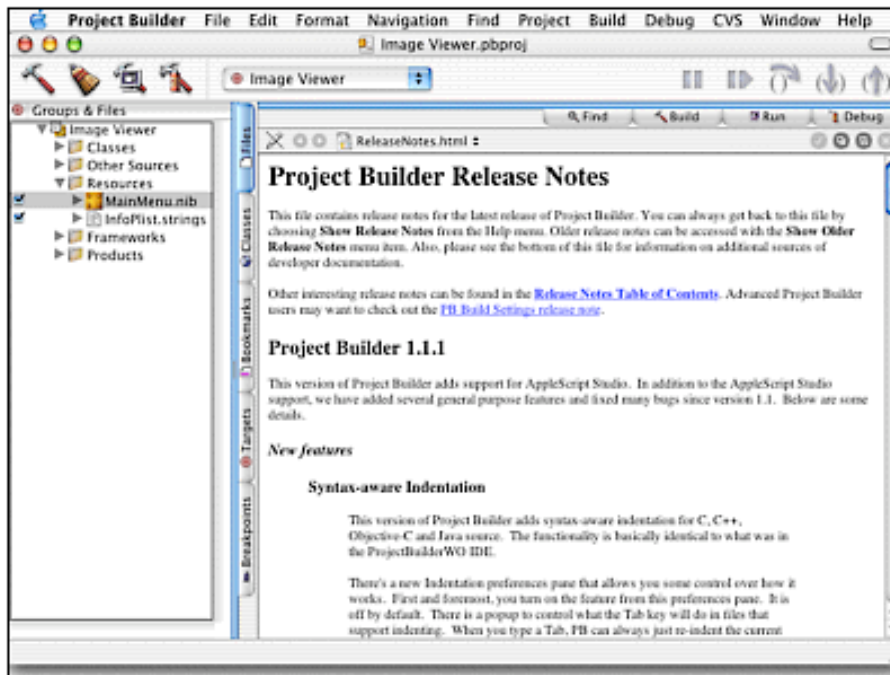 Project Builder File Edit Format Navigation Find Project Build Debug CVS Window Help
Image Viewer.pbproj
Image Viewer
Groups & Files
Image Viewer
Classes
Other Sources
Resources
MainMenu.nib
InfoPlist.strings
Frameworks
Products
Files
Classes
Bookmarks
Targets
Breakpoints
Find Build Run Debug
ReleaseNotes.html
Project Builder Release Notes
This file contains release notes for the latest release of Project Builder. You can always get back to this file by
choosing Show Release Notes from the Help menu. Older release notes can be accessed with the Show Older
Release Notes menu item. Also, please see the bottom of this file for information on additional sources of
developer documentation.
Other interesting release notes can be found in the Release Notes Table of Contents. Advanced Project Builder
users may want to check out the PB Build Settings release note.
Project Builder 1.1.1
This version of Project Builder adds support for AppleScript Studio. In addition to the AppleScript Studio
support, we have added several general purpose features and fixed many bugs since version 1.1. Below are some
details.
New features
Syntax-aware Indentation
This version of Project Builder adds syntax-aware indentation for C, C++,
Objective-C and Java source. The functionality is basically identical to what was in
the ProjectBuilderWO IDE.
There's a new Indentation preferences pane that allows you some control over how it
works. First and foremost, you turn on the feature from this preferences pane. It is
off by default. There is a popup to control what the Tab key will do in files that
support indenting. When you type a Tab, PB can always just re-indent the current